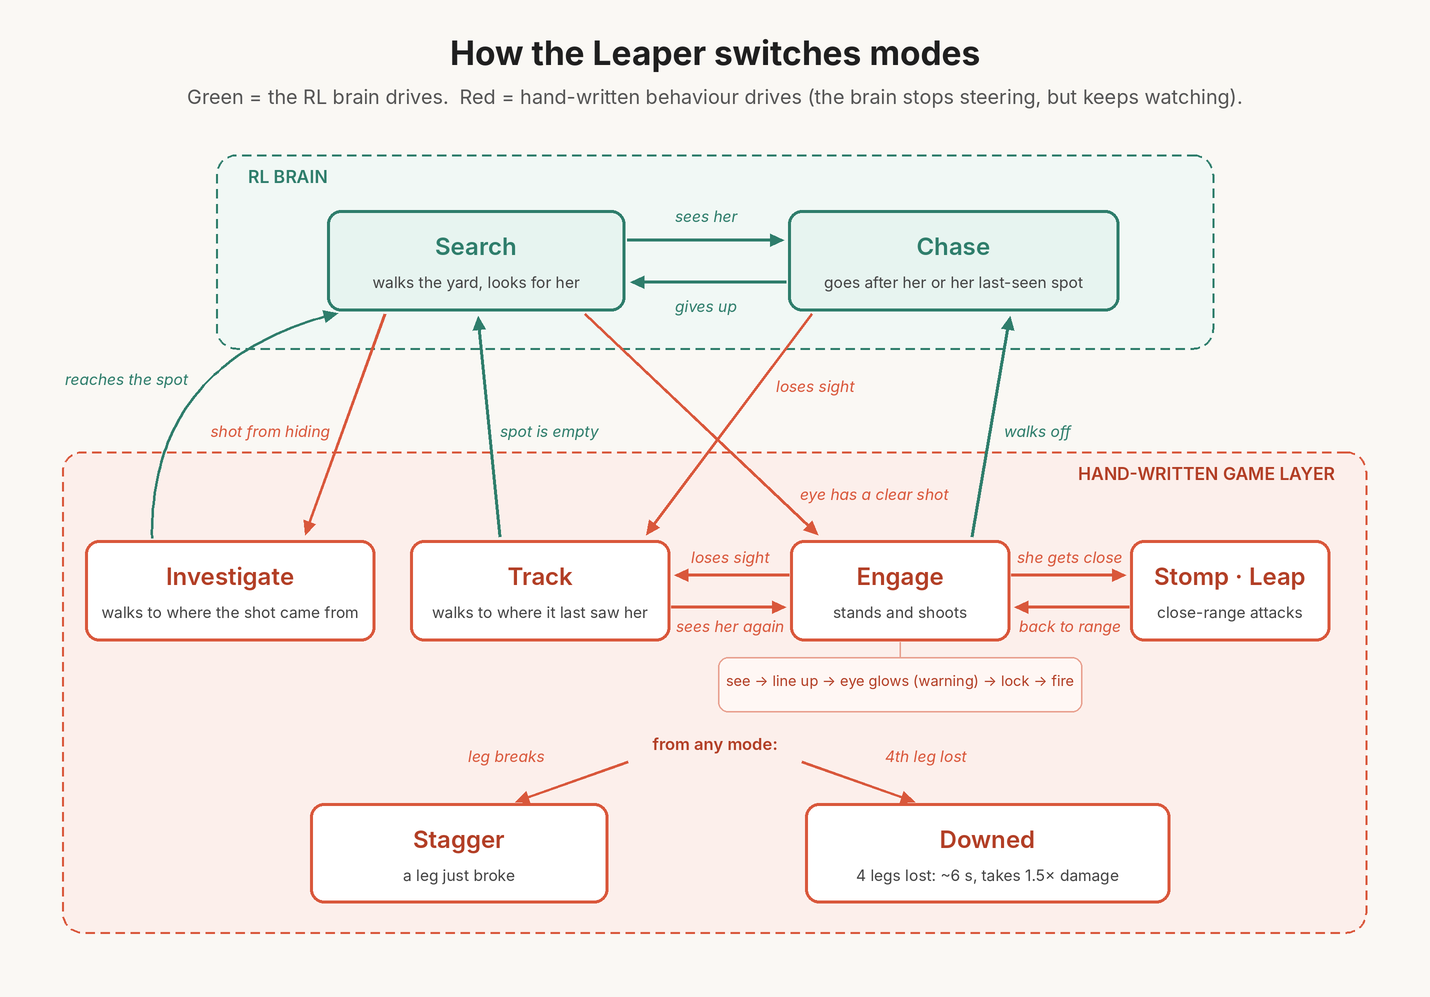 How the Leaper switches modes
Green = the RL brain drives.  Red = hand-written behaviour drives (the brain stops steering, but keeps watching).
RL BRAIN
sees her
Search
walks the yard, looks for her
Chase
goes after her or her last-seen spot
gives up
reaches the spot
loses sight
shot from hiding
spot is empty
walks off
HAND-WRITTEN GAME LAYER
eye has a clear shot
Investigate
walks to where the shot came from
Track
walks to where it last saw her
loses sight
sees her again
Engage
stands and shoots
she gets close
back to range
Stomp · Leap
close-range attacks
see → line up → eye glows (warning) → lock → fire
from any mode:
leg breaks
4th leg lost
Stagger
a leg just broke
Downed
4 legs lost: ~6 s, takes 1.5× damage